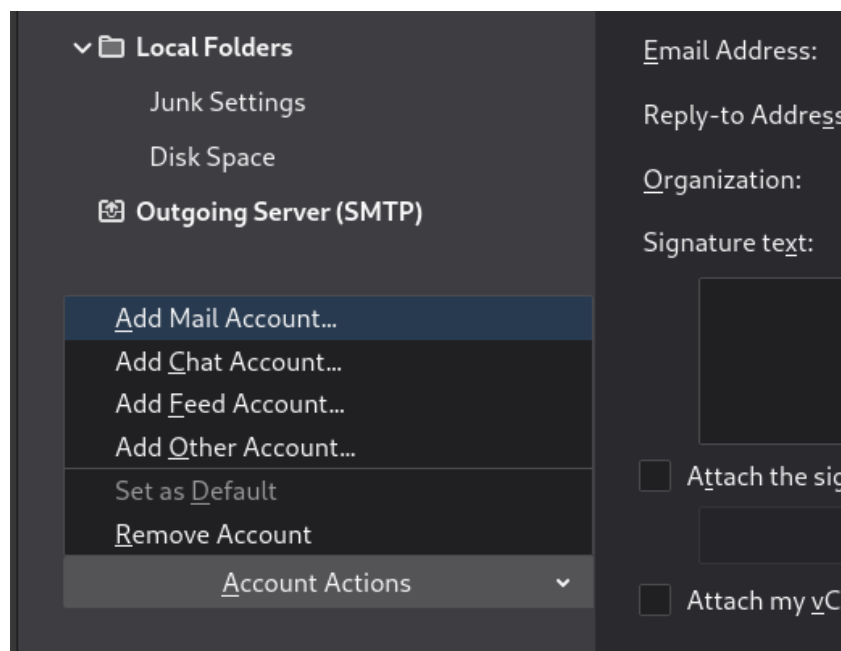 Local Folders
Junk Settings
Disk Space
Outgoing Server (SMTP)
Add Mail Account...
Add Chat Account...
Add Feed Account...
Add Other Account...
Set as Default
Remove Account
Account Actions
Email Address:
Reply-to Address
Organization:
Signature text:
Attach the sig
Attach my vC